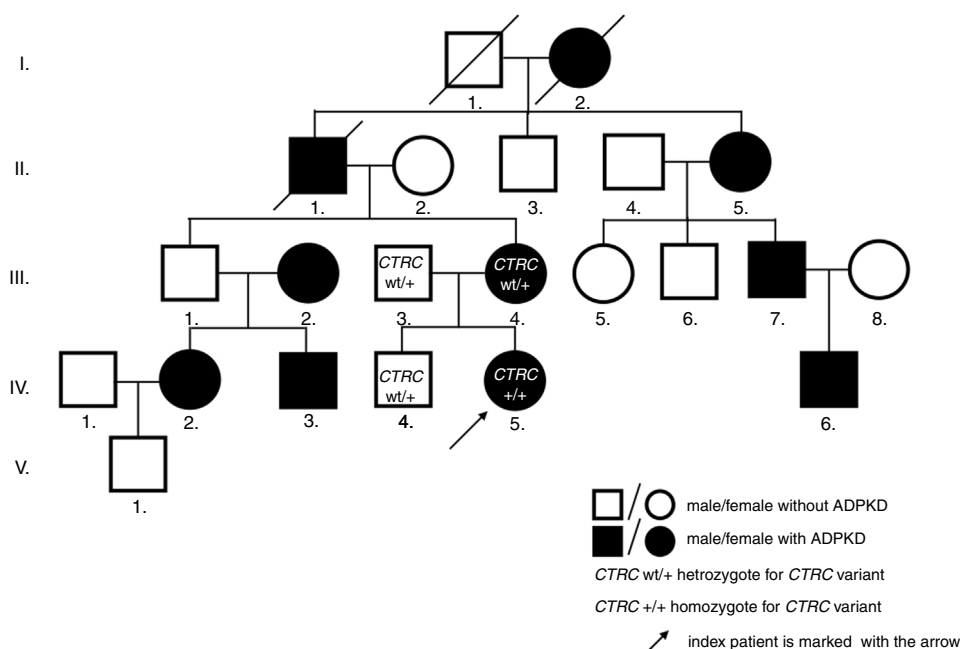 I.
1. 2.
II.
1. 2. 3. 4. 5.
III.
CTRC
wt/+
CTRC
wt/+
1. 2. 3. 4. 5. 6. 7. 8.
IV.
CTRC
wt/+
CTRC
+/+
1. 2. 3. 4. 5. 6.
V.
1.
male/female without ADPKD
male/female with ADPKD
CTRC wt/+ hetrozygote for CTRC variant
CTRC +/+ homozygote for CTRC variant
index patient is marked with the arrow